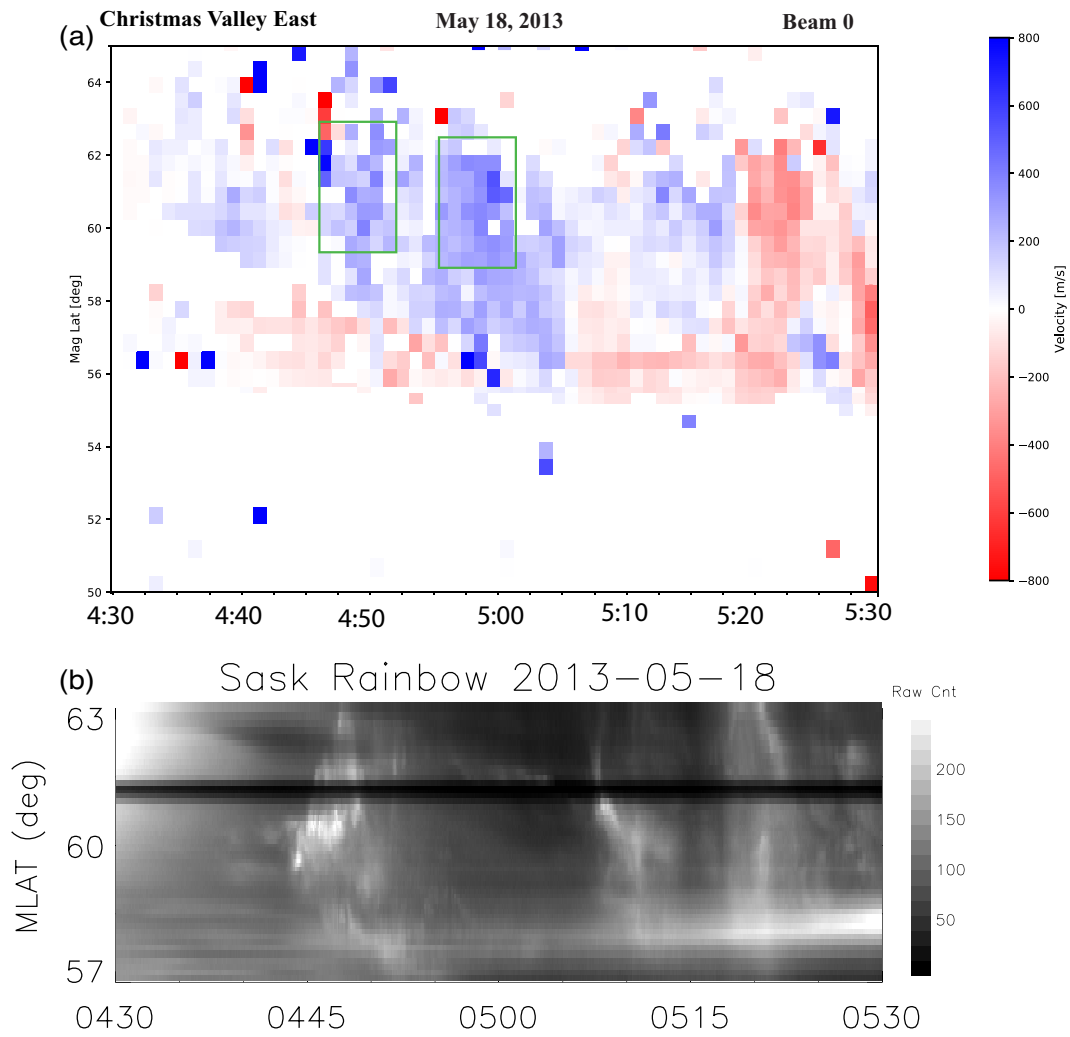 Christmas Valley East May 18, 2013 Beam 0
(a)
64
62
60
58
56
54
52
50
Mag Lat [deg]
4:30 4:40 4:50 5:00 5:10 5:20 5:30
800
600
400
200
0
−200
−400
−600
−800
Velocity [m/s]
(b)
Sask Rainbow 2013-05-18
Raw Cnt
63
60
57
MLAT (deg)
200
150
100
50
0430 0445 0500 0515 0530